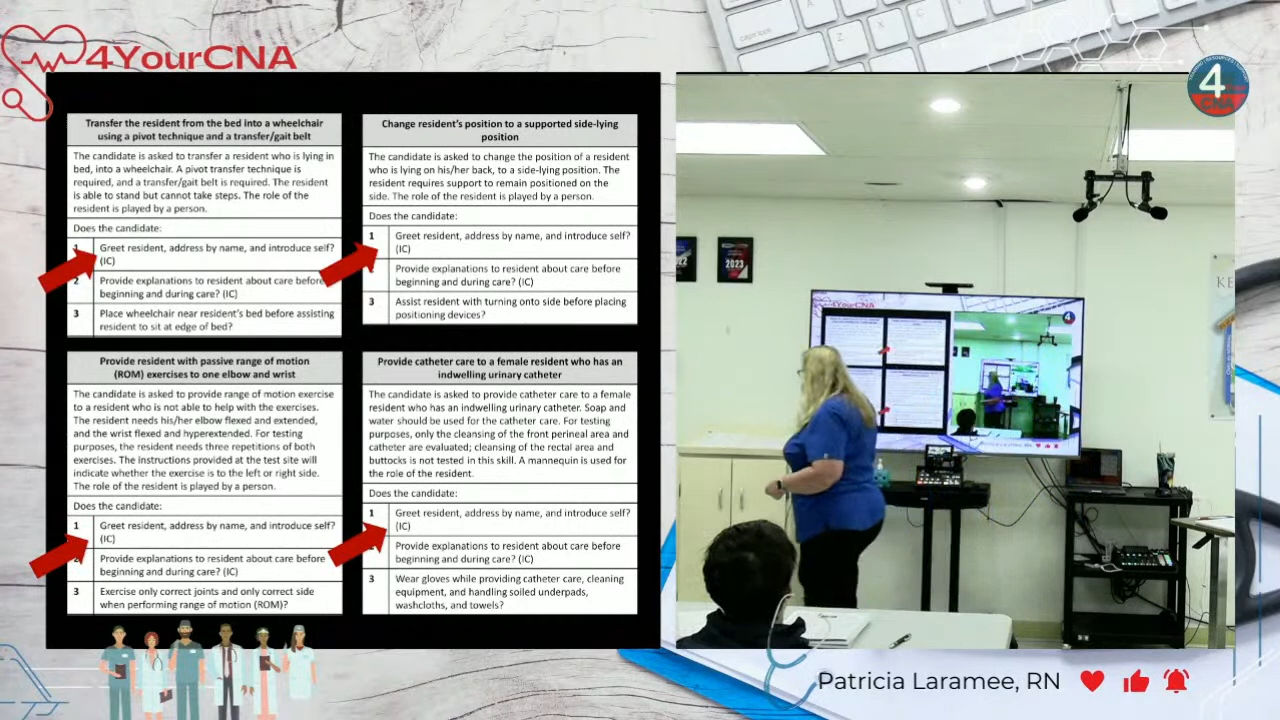 4YourCNA
caps lock
A
Z
X
C
4
CNA
Transfer the resident from the bed into a wheelchair
using a pivot technique and a transfer/gait belt
The candidate is asked to transfer a resident who is lying in
bed, into a wheelchair. A pivot transfer technique is
required, and a transfer/gait belt is required. The resident
is able to stand but cannot take steps. The role of the
resident is played by a person.
Does the candidate:
1 Greet resident, address by name, and introduce self?
(IC)
2 Provide explanations to resident about care before
beginning and during care? (IC)
3 Place wheelchair near resident's bed before assisting
resident to sit at edge of bed?
Change resident's position to a supported side-lying
position
The candidate is asked to change the position of a resident
who is lying on his/her back, to a side-lying position. The
resident requires support to remain positioned on the
side. The role of the resident is played by a person.
Does the candidate:
1 Greet resident, address by name, and introduce self?
(IC)
Provide explanations to resident about care before
beginning and during care? (IC)
3 Assist resident with turning onto side before placing
positioning devices?
Provide resident with passive range of motion
(ROM) exercises to one elbow and wrist
The candidate is asked to provide range of motion exercise
to a resident who is not able to help with the exercises.
The resident needs his/her elbow flexed and extended,
and the wrist flexed and hyperextended. For testing
purposes, the resident needs three repetitions of both
exercises. The instructions provided at the test site will
indicate whether the exercise is to the left or right side.
The role of the resident is played by a person.
Does the candidate:
1 Greet resident, address by name, and introduce self?
(IC)
2 Provide explanations to resident about care before
beginning and during care? (IC)
3 Exercise only correct joints and only correct side
when performing range of motion (ROM)?
Provide catheter care to a female resident who has an
indwelling urinary catheter
The candidate is asked to provide catheter care to a female
resident who has an indwelling urinary catheter. Soap and
water should be used for the catheter care. For testing
purposes, only the cleansing of the front perineal area and
catheter are evaluated; cleansing of the rectal area and
buttocks is not tested in this skill. A mannequin is used for
the role of the resident.
Does the candidate:
1 Greet resident, address by name, and introduce self?
(IC)
Provide explanations to resident about care before
beginning and during care? (IC)
3 Wear gloves while providing catheter care, cleaning
equipment, and handling soiled underpads,
washcloths, and towels?
2023
KE
4YourCNA
Patricia Laramee, RN